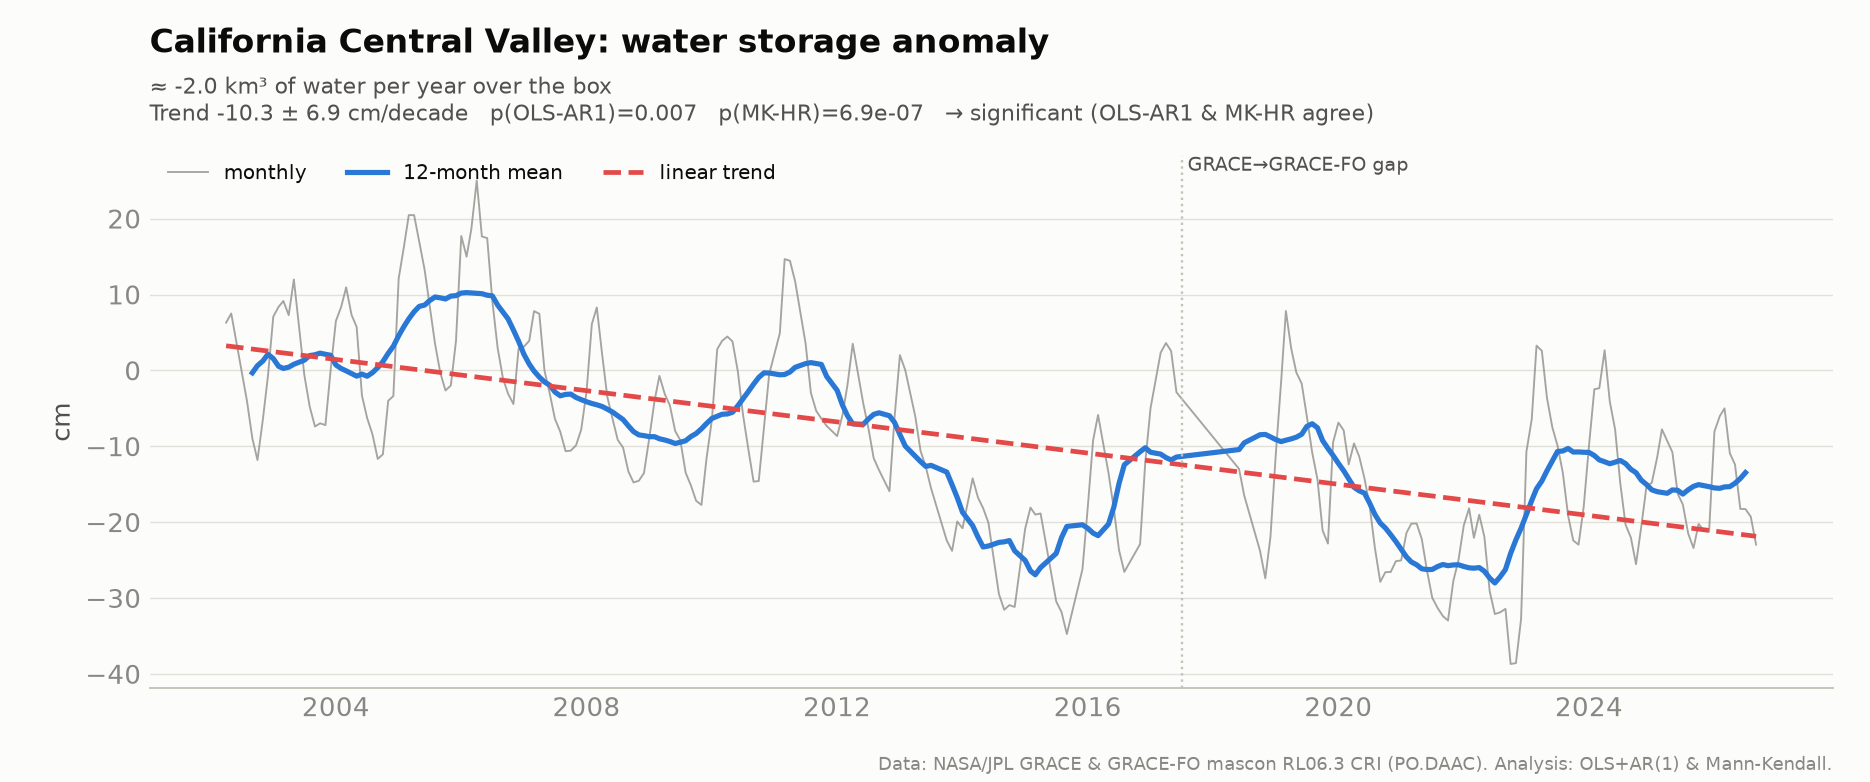 California Central Valley: water storage anomaly
≈ -2.0 km³ of water per year over the box
Trend -10.3 ± 6.9 cm/decade p(OLS-AR1)=0.007 p(MK-HR)=6.9e-07 → significant (OLS-AR1 & MK-HR agree)
monthly 12-month mean linear trend
GRACE→GRACE-FO gap
20
10
0
−10
−20
−30
−40
cm
2004 2008 2012 2016 2020 2024
Data: NASA/JPL GRACE & GRACE-FO mascon RL06.3 CRI (PO.DAAC). Analysis: OLS+AR(1) & Mann-Kendall.